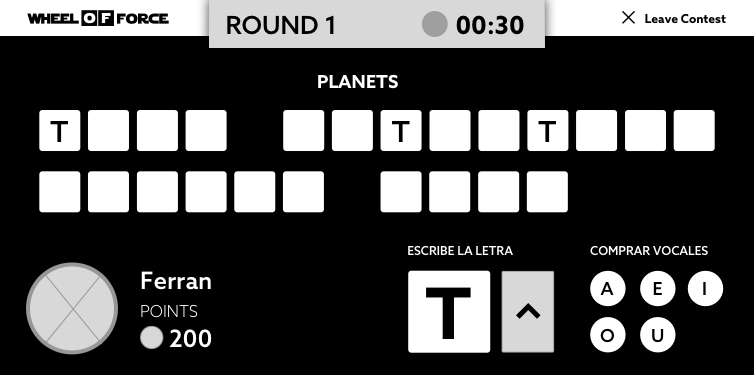 WHEEL OF FORCE
ROUND 1
00:30
Leave Contest
PLANETS
T T T
ESCRIBE LA LETRA
COMPRAR VOCALES
Ferran
POINTS
200
T
A E I
O U